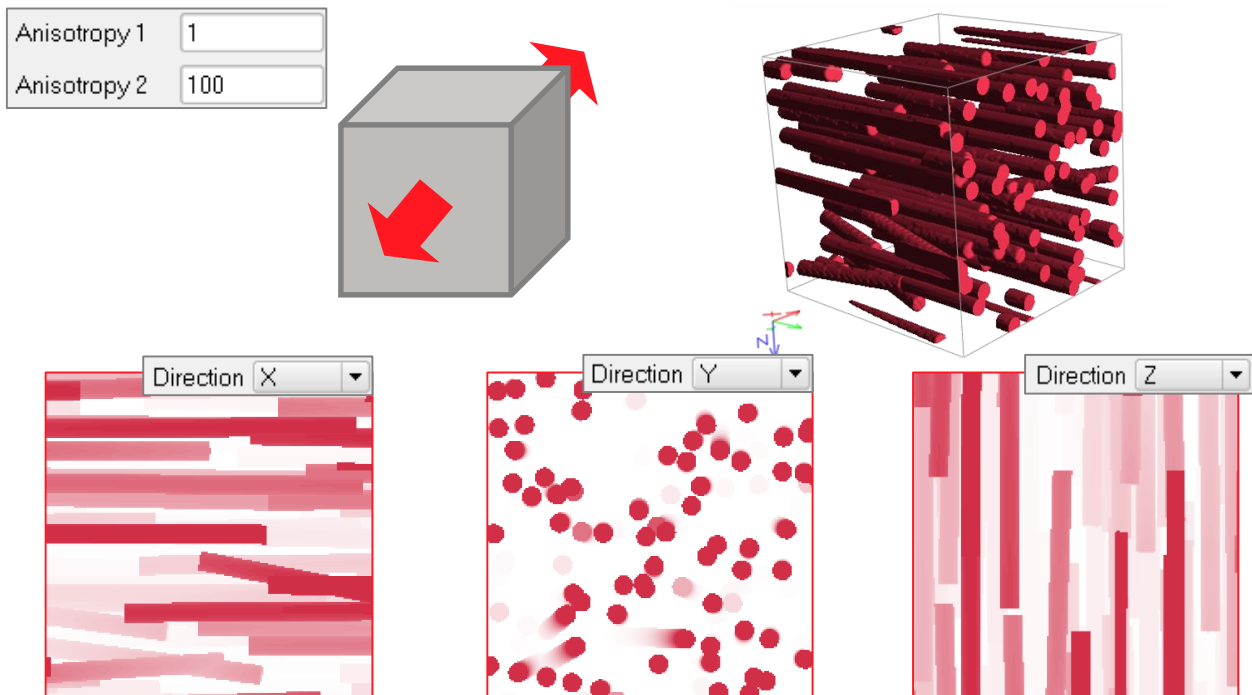 Anisotropy 1 1
Anisotropy 2 100
Z
Direction X
Direction Y
Direction Z